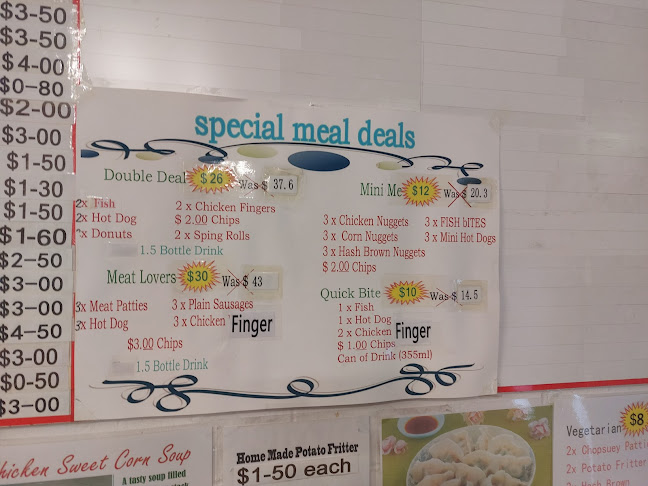 $3-50
$3-50
$4-00
$0-80
$2-00
$3-00
$1-50
$1-30
$1-50
$1-60
$2-50
$3-00
$3-00
$4-50
$3-00
$0-50
$3-00
special meal deals
Double Deal $26 Was $ 37.6
2x Fish 2 x Chicken Fingers
2x Hot Dog $ 2.00 Chips
x Donuts 2 x Sping Rolls
1.5 Bottle Drink
Mini Me $12 Was $ 20.3
3 x Chicken Nuggets 3 x FISH bITES
3 x Corn Nuggets 3 x Mini Hot Dogs
3 x Hash Brown Nuggets
$ 2.00 Chips
Meat Lovers $30 Was $ 43
3x Meat Patties 3 x Plain Sausages
3x Hot Dog 3 x Chicken Finger
$3.00 Chips
1.5 Bottle Drink
Quick Bite $10 Was $ 14.5
1 x Fish
1 x Hot Dog
2 x Chicken Finger
$ 1.00 Chips
Can of Drink (355ml)
hicken Sweet Corn Soup
A tasty soup filled
Home Made Potato Fritter
$1-50 each
Vegetarian $8
2x Chopsuey Patti
2x Potato Fritter
2x Hash Brown